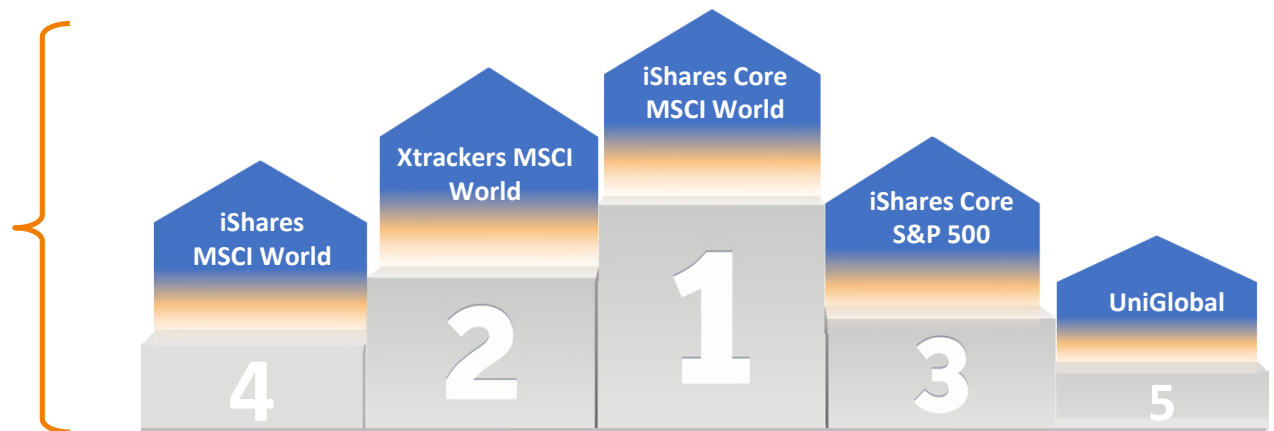 iShares
MSCI World
4
Xtrackers MSCI
World
2
iShares Core
MSCI World
1
iShares Core
S&P 500
3
UniGlobal
5